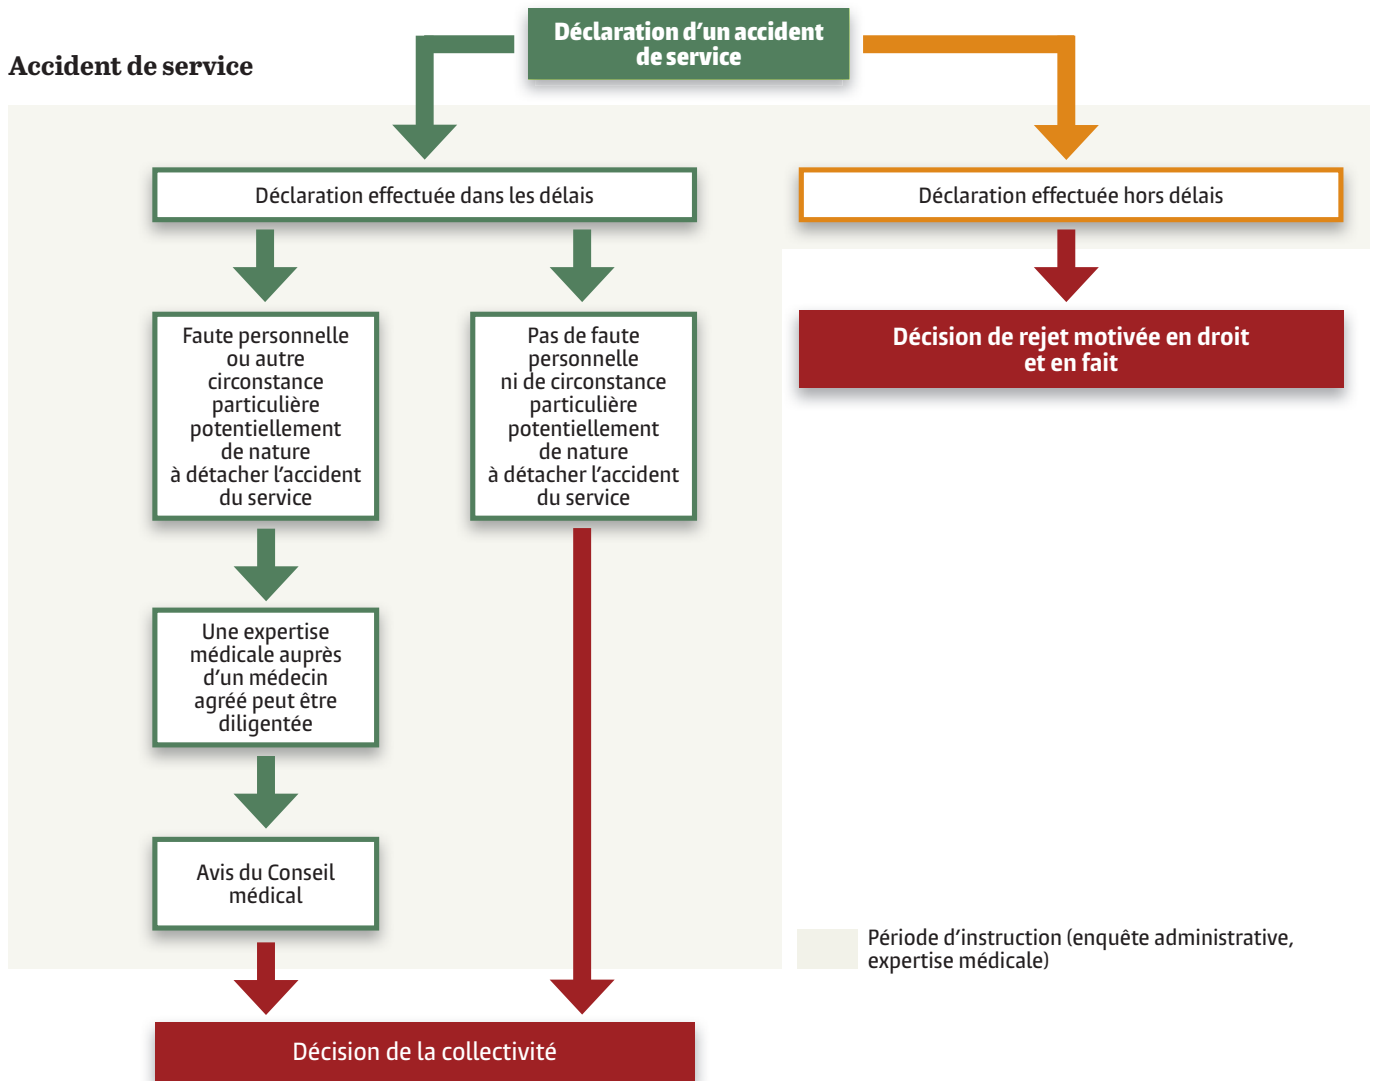 Déclaration d’un accident
de service
Accident de service
Déclaration effectuée dans les délais
Déclaration effectuée hors délais
Faute personnelle
ou autre
circonstance
particulière
potentiellement
de nature
à détacher l’accident
du service
Pas de faute
personnelle
ni de circonstance
particulière
potentiellement
de nature
à détacher l’accident
du service
Décision de rejet motivée en droit
et en fait
Une expertise
médicale auprès
d’un médecin
agréé peut être
diligentée
Avis du Conseil
médical
Période d’instruction (enquête administrative,
expertise médicale)
Décision de la collectivité